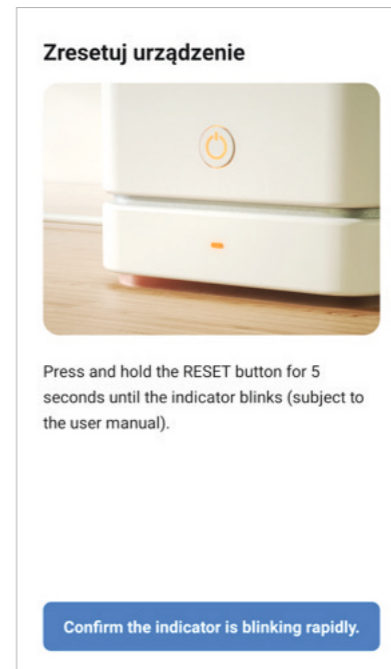 Zresetuj urządzenie
Press and hold the RESET button for 5
seconds until the indicator blinks (subject to
the user manual).
Confirm the indicator is blinking rapidly.